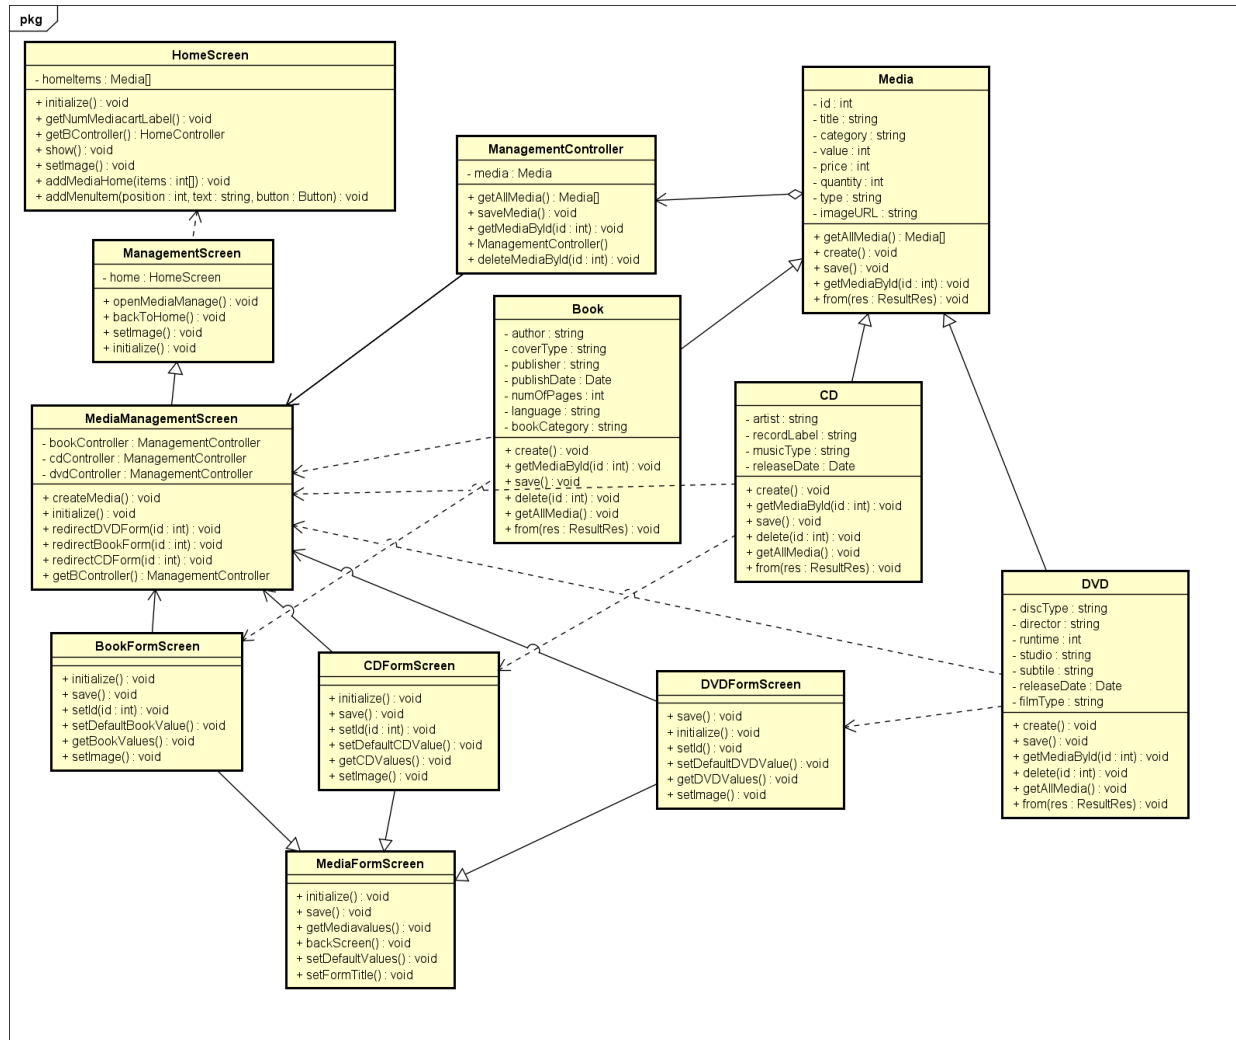 pkg
HomeScreen
- homeItems : Media[]
+ initialize() : void
+ getNumMediacartLabel() : void
+ getBController() : HomeController
+ show() : void
+ setImage() : void
+ addMediaHome(items : int[]) : void
+ addMenuItem(position : int, text : string, button : Button) : void
ManagementScreen
- home : HomeScreen
+ openMediaManage() : void
+ backToHome() : void
+ setImage() : void
+ initialize() : void
ManagementController
- media : Media
+ getAllMedia() : Media[]
+ saveMedia() : void
+ getMediaById(id : int) : void
+ ManagementController()
+ deleteMediaById(id : int) : void
Media
- id : int
- title : string
- category : string
- value : int
- price : int
- quantity : int
- type : string
- imageURL : string
+ getAllMedia() : Media[]
+ create() : void
+ save() : void
+ getMediaById(id : int) : void
+ from(res : ResultRes) : void
Book
- author : string
- coverType : string
- publisher : string
- publishDate : Date
- numOfPages : int
- language : string
- bookCategory : string
+ create() : void
+ getMediaById(id : int) : void
+ save() : void
+ delete(id : int) : void
+ getAllMedia() : void
+ from(res : ResultRes) : void
CD
- artist : string
- recordLabel : string
- musicType : string
- releaseDate : Date
+ create() : void
+ getMediaById(id : int) : void
+ save() : void
+ delete(id : int) : void
+ getAllMedia() : void
+ from(res : ResultRes) : void
MediaManagementScreen
- bookController : ManagementController
- cdController : ManagementController
- dvdController : ManagementController
+ createMedia() : void
+ initialize() : void
+ redirectDVDForm(id : int) : void
+ redirectBookForm(id : int) : void
+ redirectCDForm(id : int) : void
+ getBController() : ManagementController
DVD
- discType : string
- director : string
- runtime : int
- studio : string
- subtile : string
- releaseDate : Date
- filmType : string
+ create() : void
+ save() : void
+ getMediaById(id : int) : void
+ delete(id : int) : void
+ getAllMedia() : void
+ from(res : ResultRes) : void
BookFormScreen
+ initialize() : void
+ save() : void
+ setId(id : int) : void
+ setDefaultBookValue() : void
+ getBookValues() : void
+ setImage() : void
CDFormScreen
+ initialize() : void
+ save() : void
+ setId(id : int) : void
+ setDefaultCDValue() : void
+ getCDValues() : void
+ setImage() : void
DVDFormScreen
+ save() : void
+ initialize() : void
+ setId() : void
+ setDefaultDVDValue() : void
+ getDVDValues() : void
+ setImage() : void
MediaFormScreen
+ initialize() : void
+ save() : void
+ getMediavalues() : void
+ backScreen() : void
+ setDefaultValues() : void
+ setFormTitle() : void